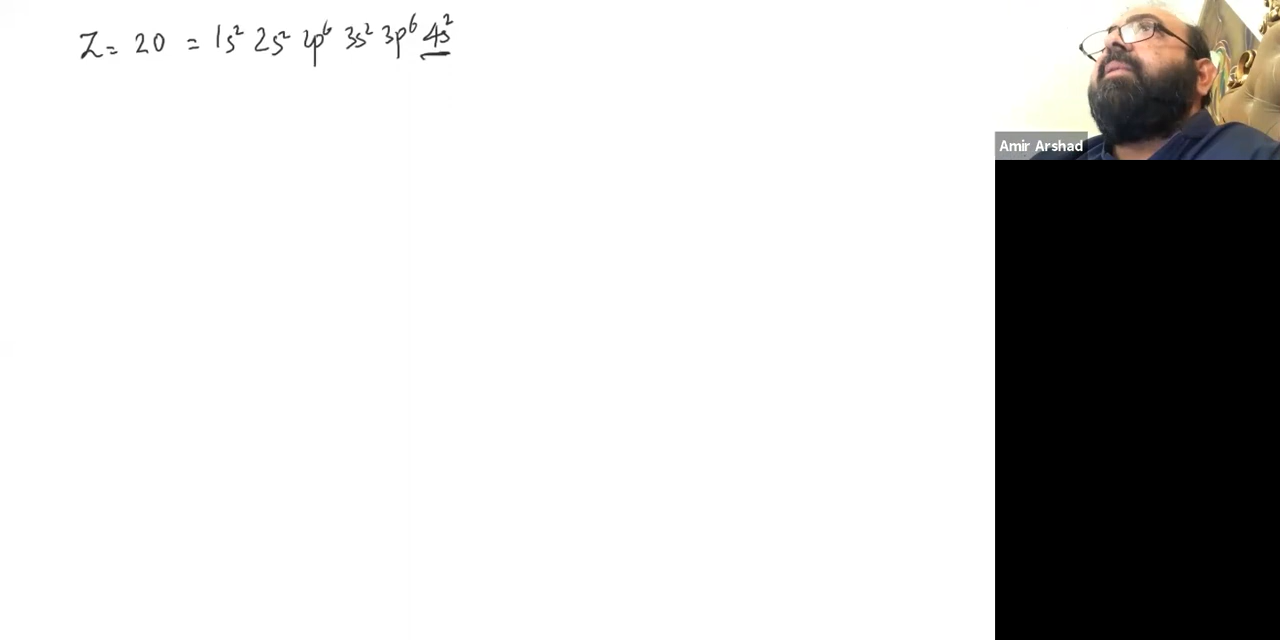 Z = 20 = 1s² 2s² 2p⁶ 3s² 3p⁶ 4s²
Amir Arshad